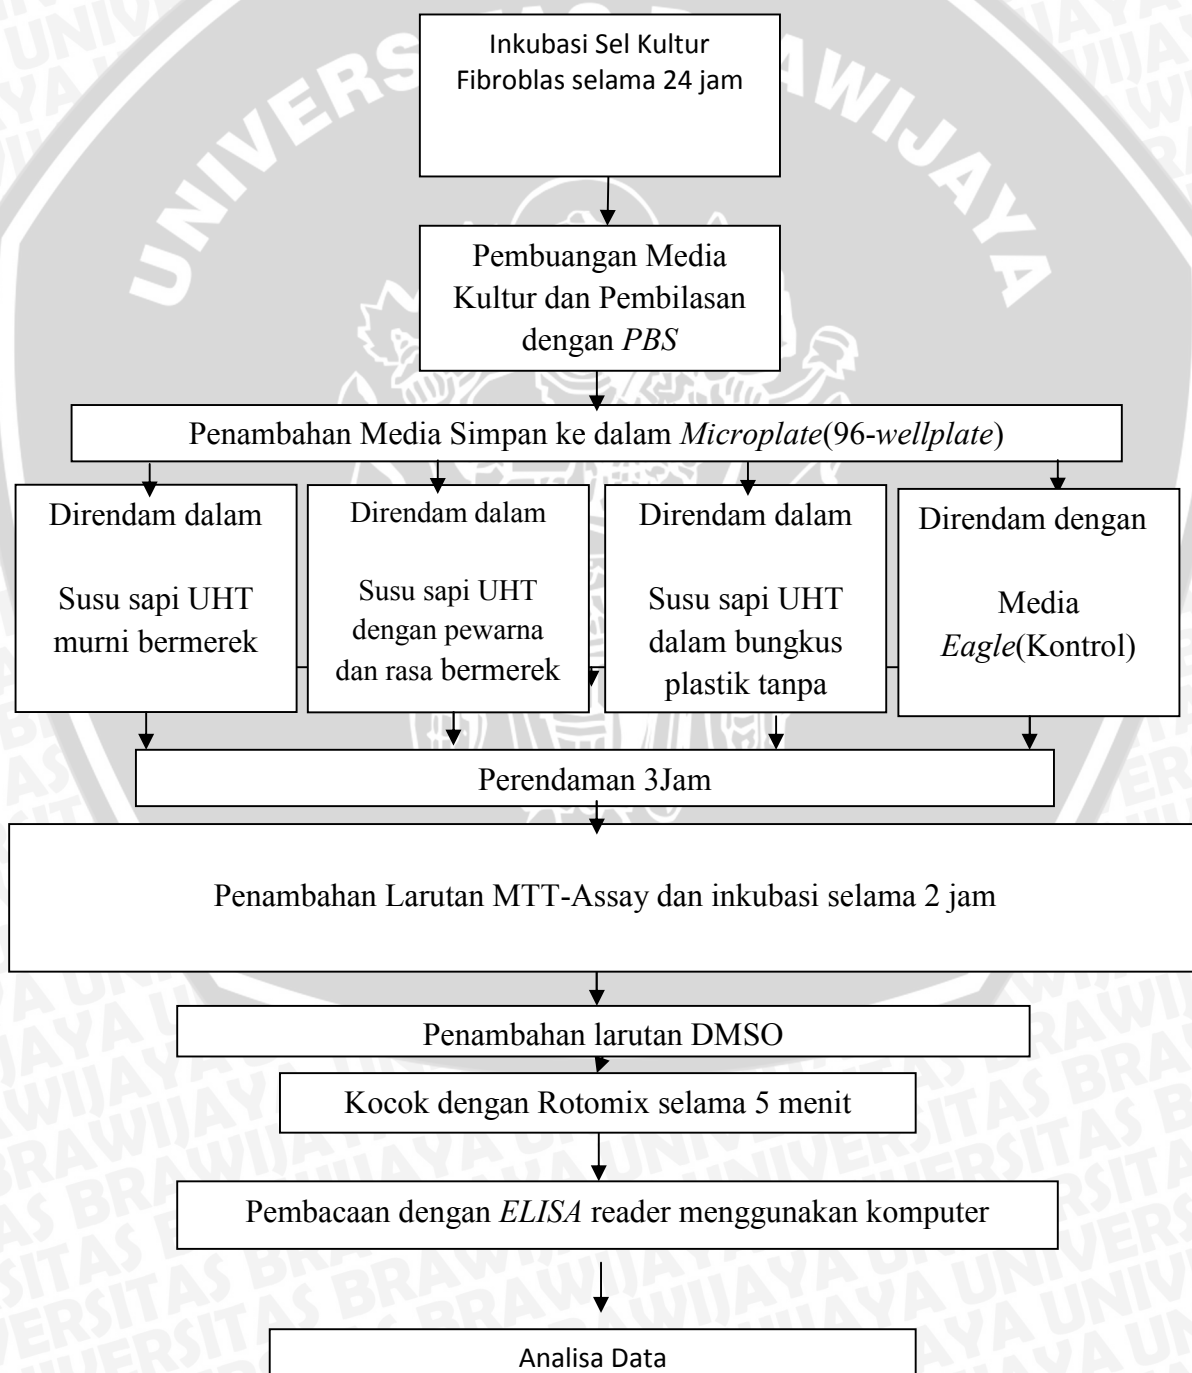 UNIVERSITAS BRAWIJAYA
Inkubasi Sel Kultur
Fibroblas selama 24 jam
Pembuangan Media
Kultur dan Pembilasan
dengan PBS
Penambahan Media Simpan ke dalam Microplate(96-wellplate)
Direndam dalam
Susu sapi UHT
murni bermerek
Direndam dalam
Susu sapi UHT
dengan pewarna
dan rasa bermerek
Direndam dalam
Susu sapi UHT
dalam bungkus
plastik tanpa
Direndam dengan
Media
Eagle(Kontrol)
Perendaman 3Jam
Penambahan Larutan MTT-Assay dan inkubasi selama 2 jam
Penambahan larutan DMSO
Kocok dengan Rotomix selama 5 menit
Pembacaan dengan ELISA reader menggunakan komputer
Analisa Data